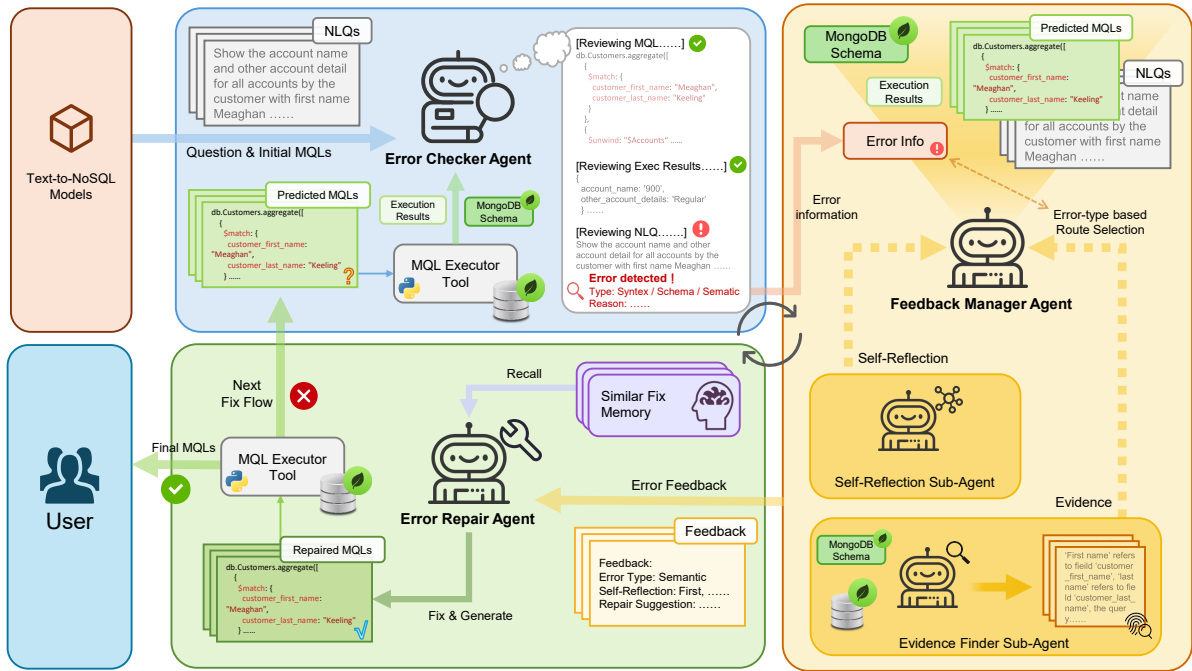 Text-to-NoSQL
Models
NLQs
Show the account name
and other account detail
for all accounts by the
customer with first name
Meaghan ……
Question & Initial MQLs
Error Checker Agent
Predicted MQLs
db.Customers.aggregate([
{
$match: {
customer_first_name:
"Meaghan",
customer_last_name: "Keeling"
} ......
?
Execution
Results
MongoDB
Schema
MQL Executor
Tool
[Reviewing MQL……]
db.Customers.aggregate([
{
$match: {
customer_first_name:
"Meaghan",
customer_last_name: "Keeling"
}
},
{
$unwind: "$Accounts" ……
[Reviewing Exec Results……]
{
account_name: '900',
other_account_details: 'Regular'
} ……
[Reviewing NLQ…….]
Show the account name and other
account detail for all accounts by the
customer with first name Meaghan ……
Error detected !
Type: Syntex / Schema / Sematic
Reason: ……
Error
information
MongoDB
Schema
Execution
Results
Error Info
Predicted MQLs
db.Customers.aggregate([
{
$match: {
customer_first_name:
"Meaghan",
customer_last_name: "Keeling"
} ......
NLQs
t name
nt detail
for all accounts by the
customer with first name
Meaghan ……
Error-type based
Route Selection
Feedback Manager Agent
Self-Reflection
Self-Reflection Sub-Agent
Evidence
MongoDB
Schema
'First name' refers
to fieild 'customer
_first_name', 'last
name' refers to fie
ld 'customer_last_
name', the quer
y……
Evidence Finder Sub-Agent
Error Feedback
Feedback
Feedback:
Error Type: Semantic
Self-Reflection: First, ……
Repair Suggestion: ……
Recall
Similar Fix
Memory
Error Repair Agent
Fix & Generate
Repaired MQLs
db.Customers.aggregate([
{
$match: {
customer_first_name:
"Meaghan",
customer_last_name: "Keeling"
} ......
MQL Executor
Tool
Next
Fix Flow
Final MQLs
User